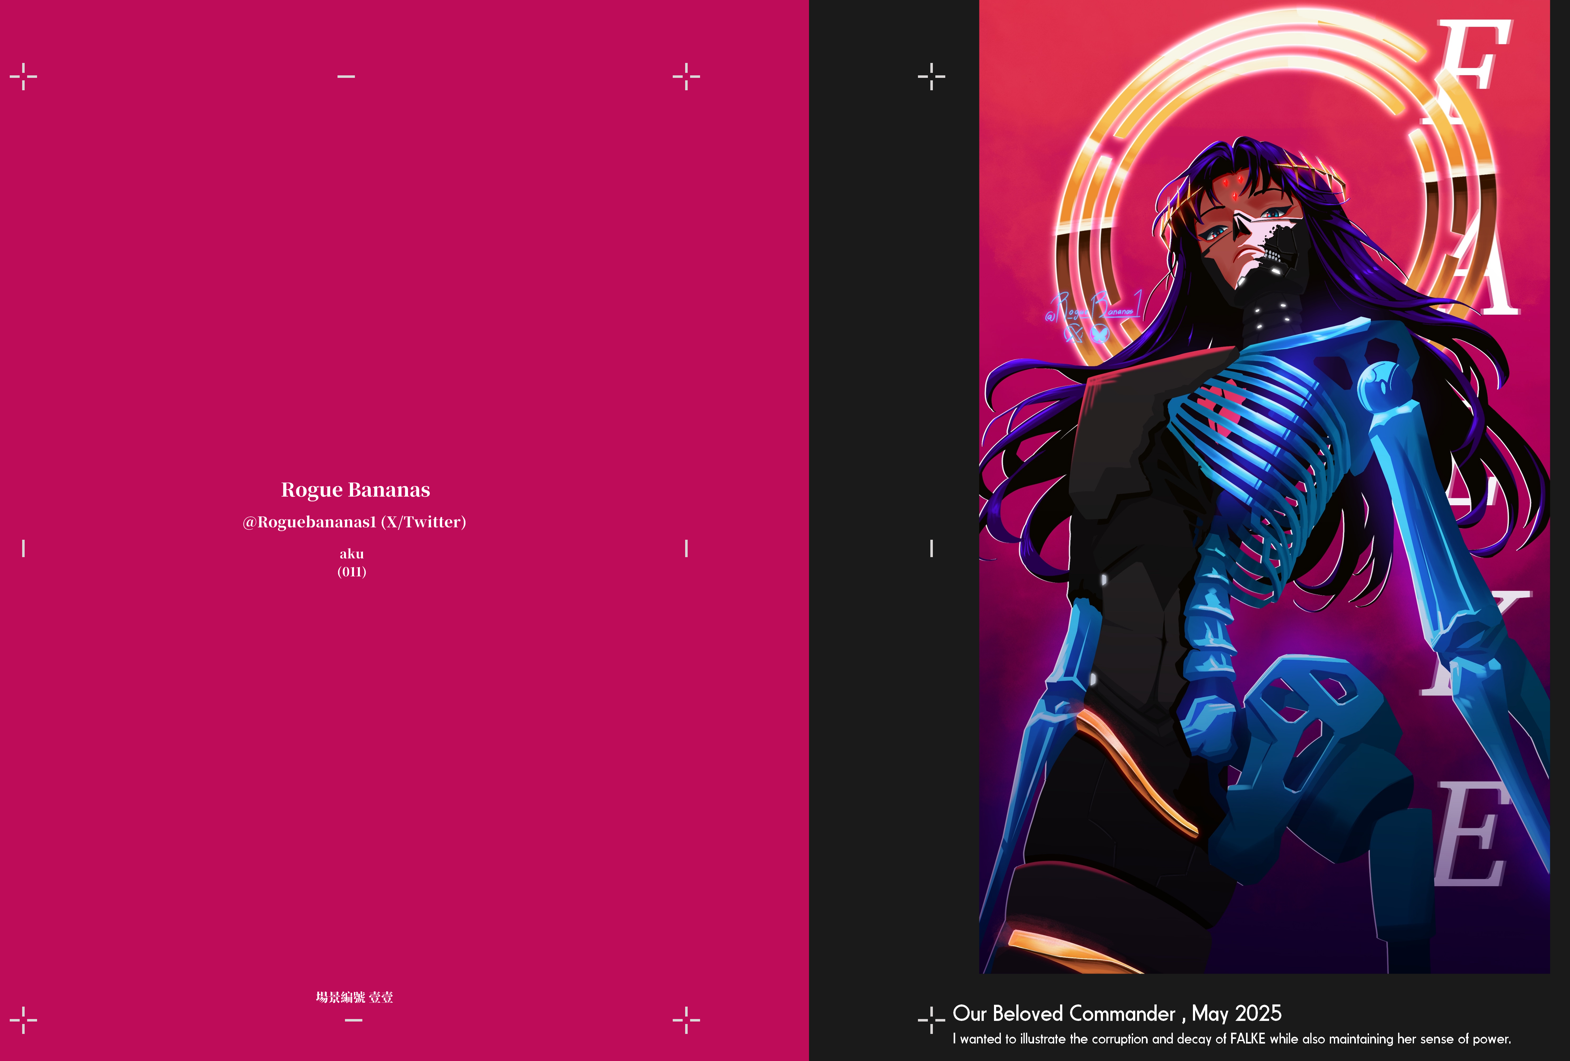 Rogue Bananas
@Roguebananas1 (X/Twitter)
aku
(011)
場景編號 壹壹
F
A
L
K
E
@RogueBananas1
Our Beloved Commander , May 2025
I wanted to illustrate the corruption and decay of FALKE while also maintaining her sense of power.